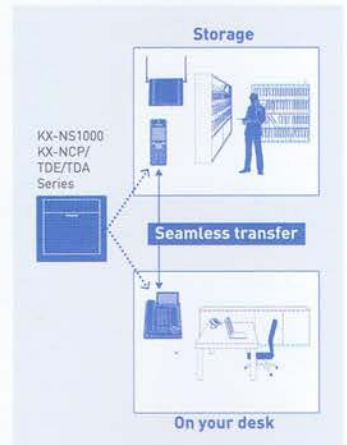 Storage
KX-NS1000
KX-NCP/
TDE/TDA
Series
Seamless transfer
On your desk